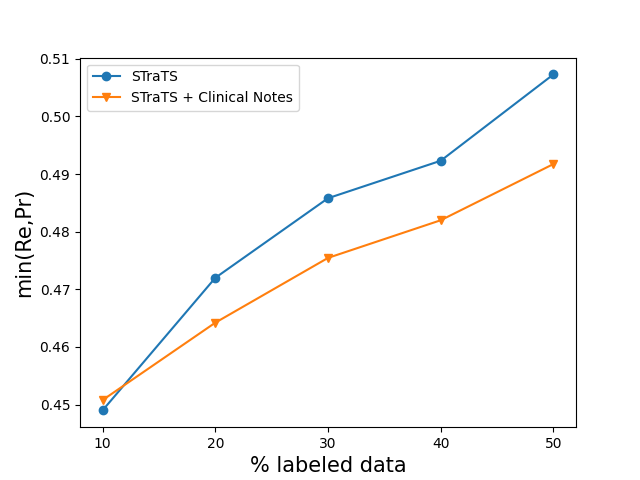 STraTS
STraTS + Clinical Notes
0.51
0.50
0.49
0.48
0.47
0.46
0.45
min(Re,Pr)
10 20 30 40 50
% labeled data